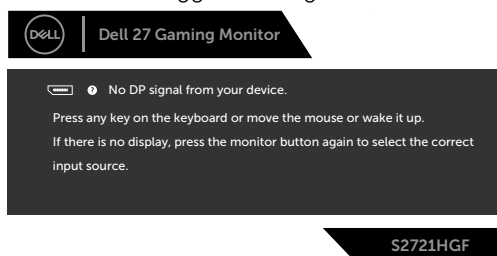 DELL
Dell 27 Gaming Monitor
? No DP signal from your device.
Press any key on the keyboard or move the mouse or wake it up.
If there is no display, press the monitor button again to select the correct
input source.
S2721HGF